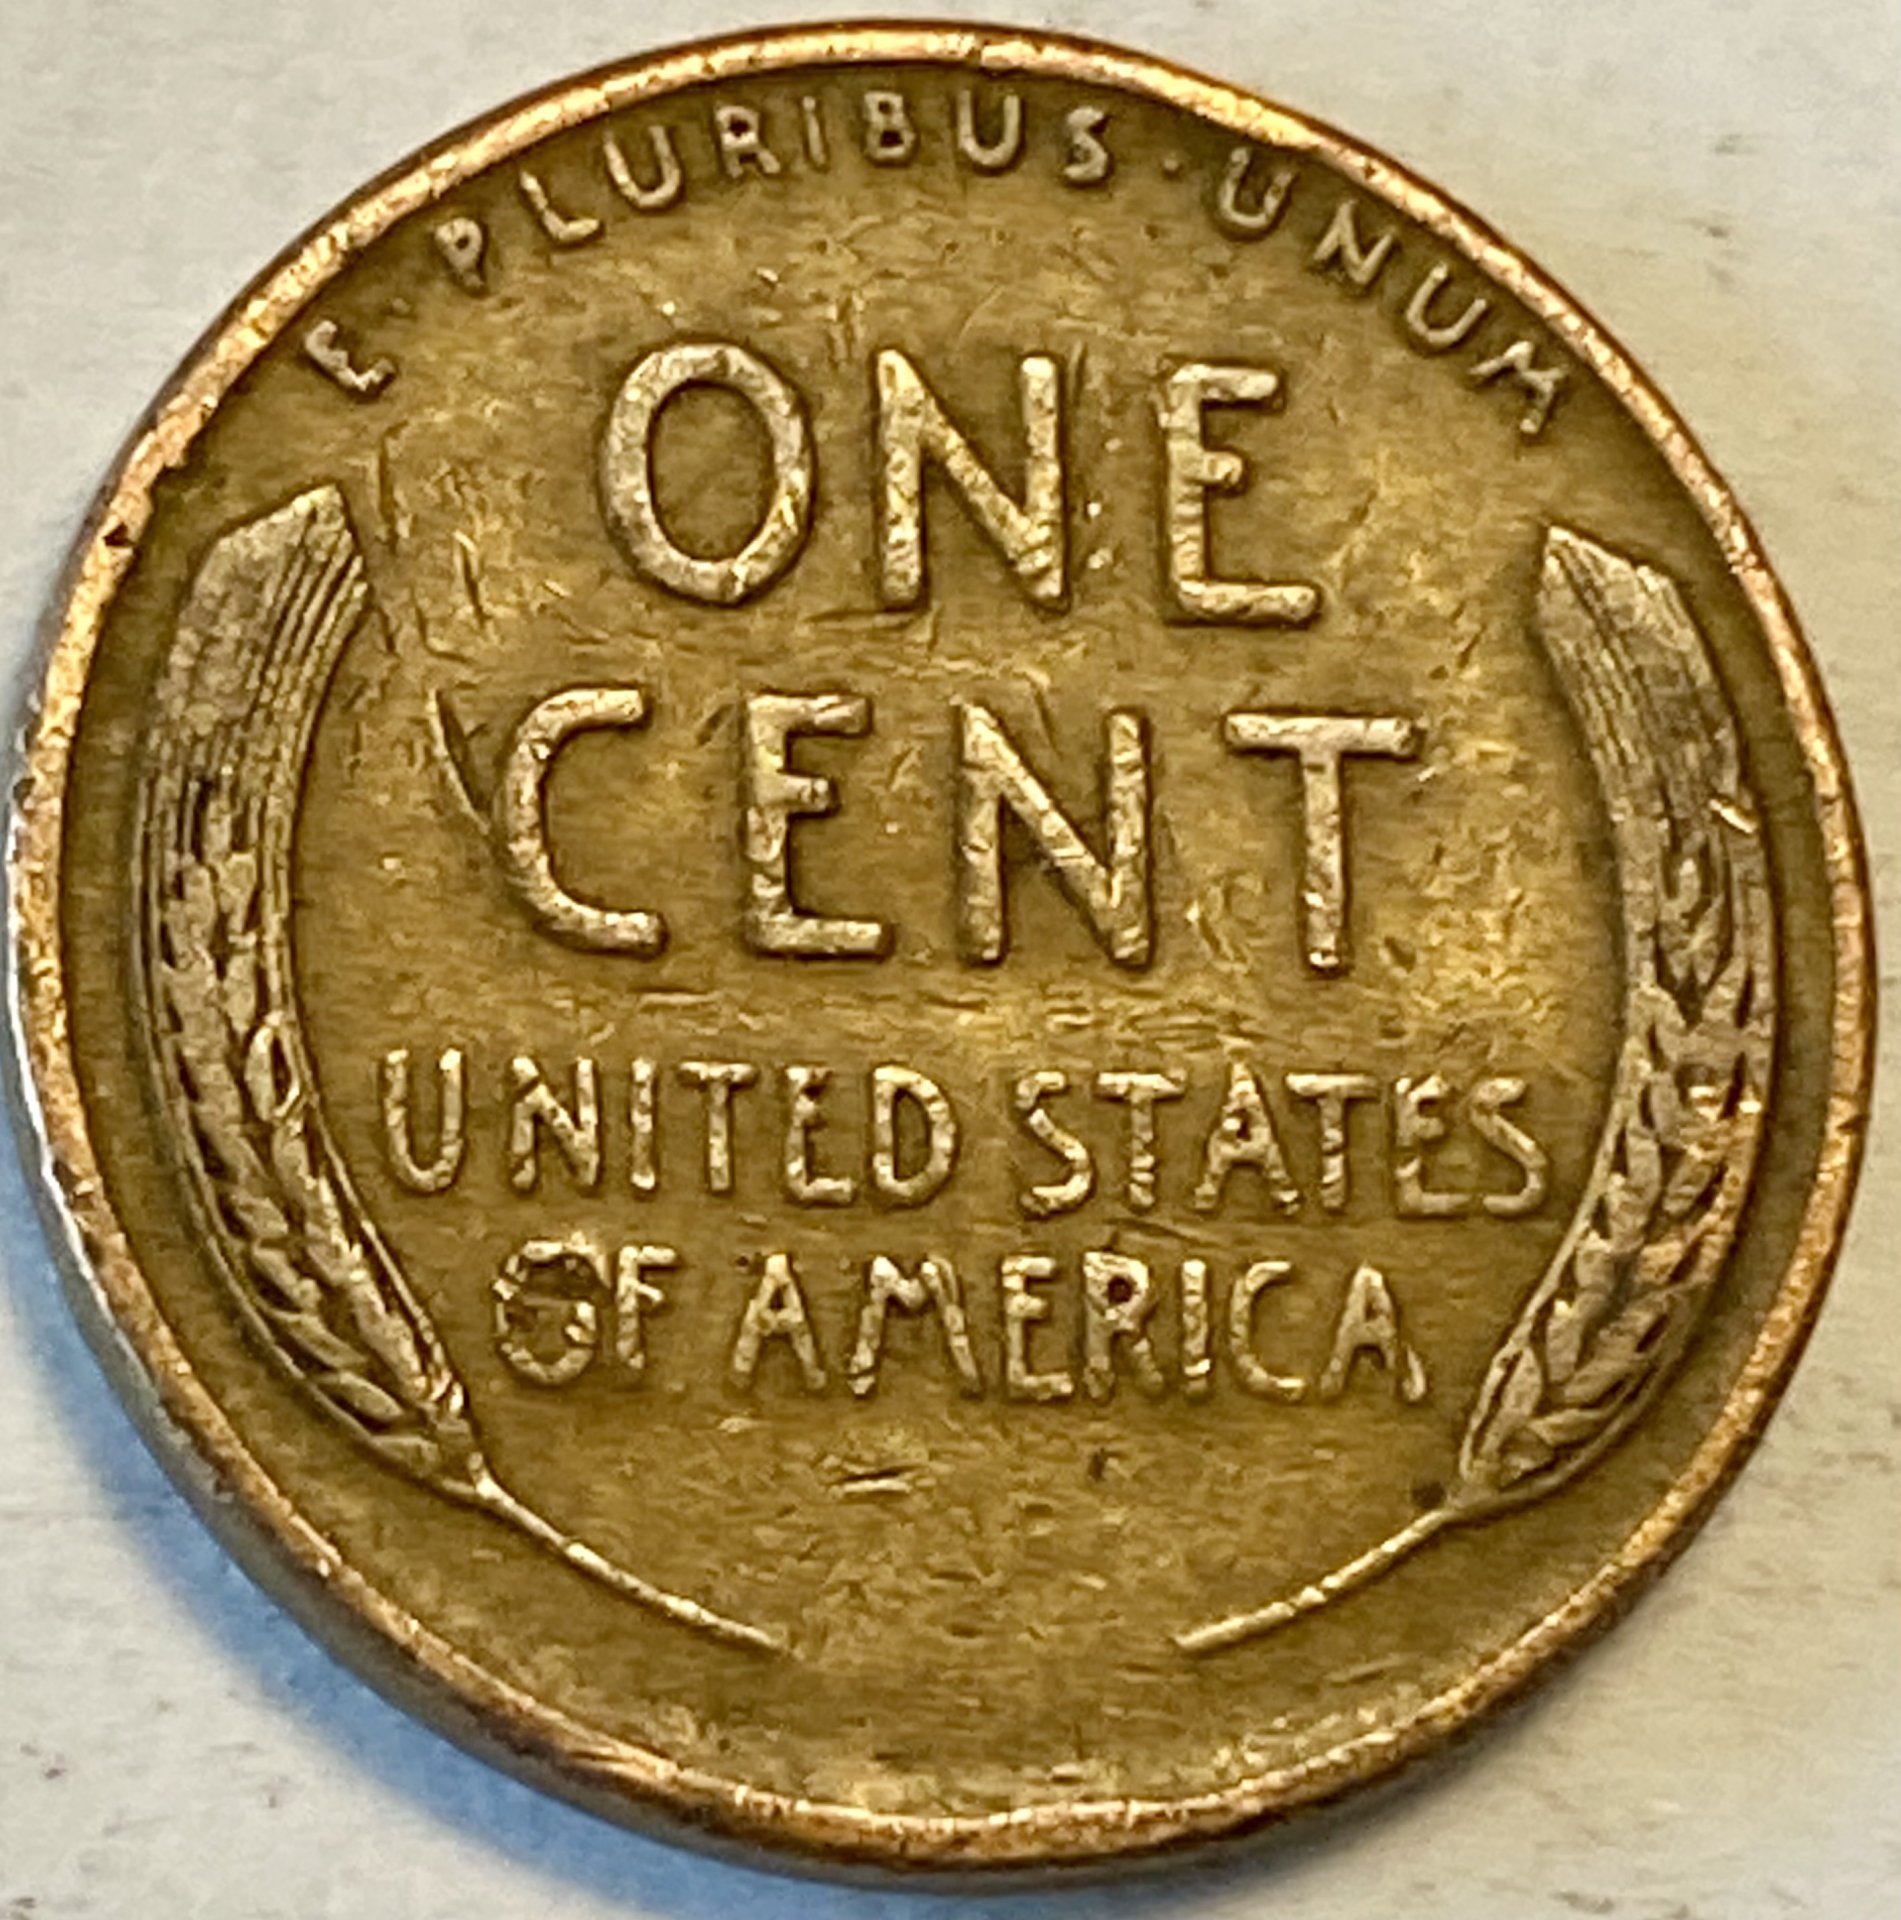 E · PLURIBUS · UNUM
ONE
CENT
UNITED STATES
OF AMERICA